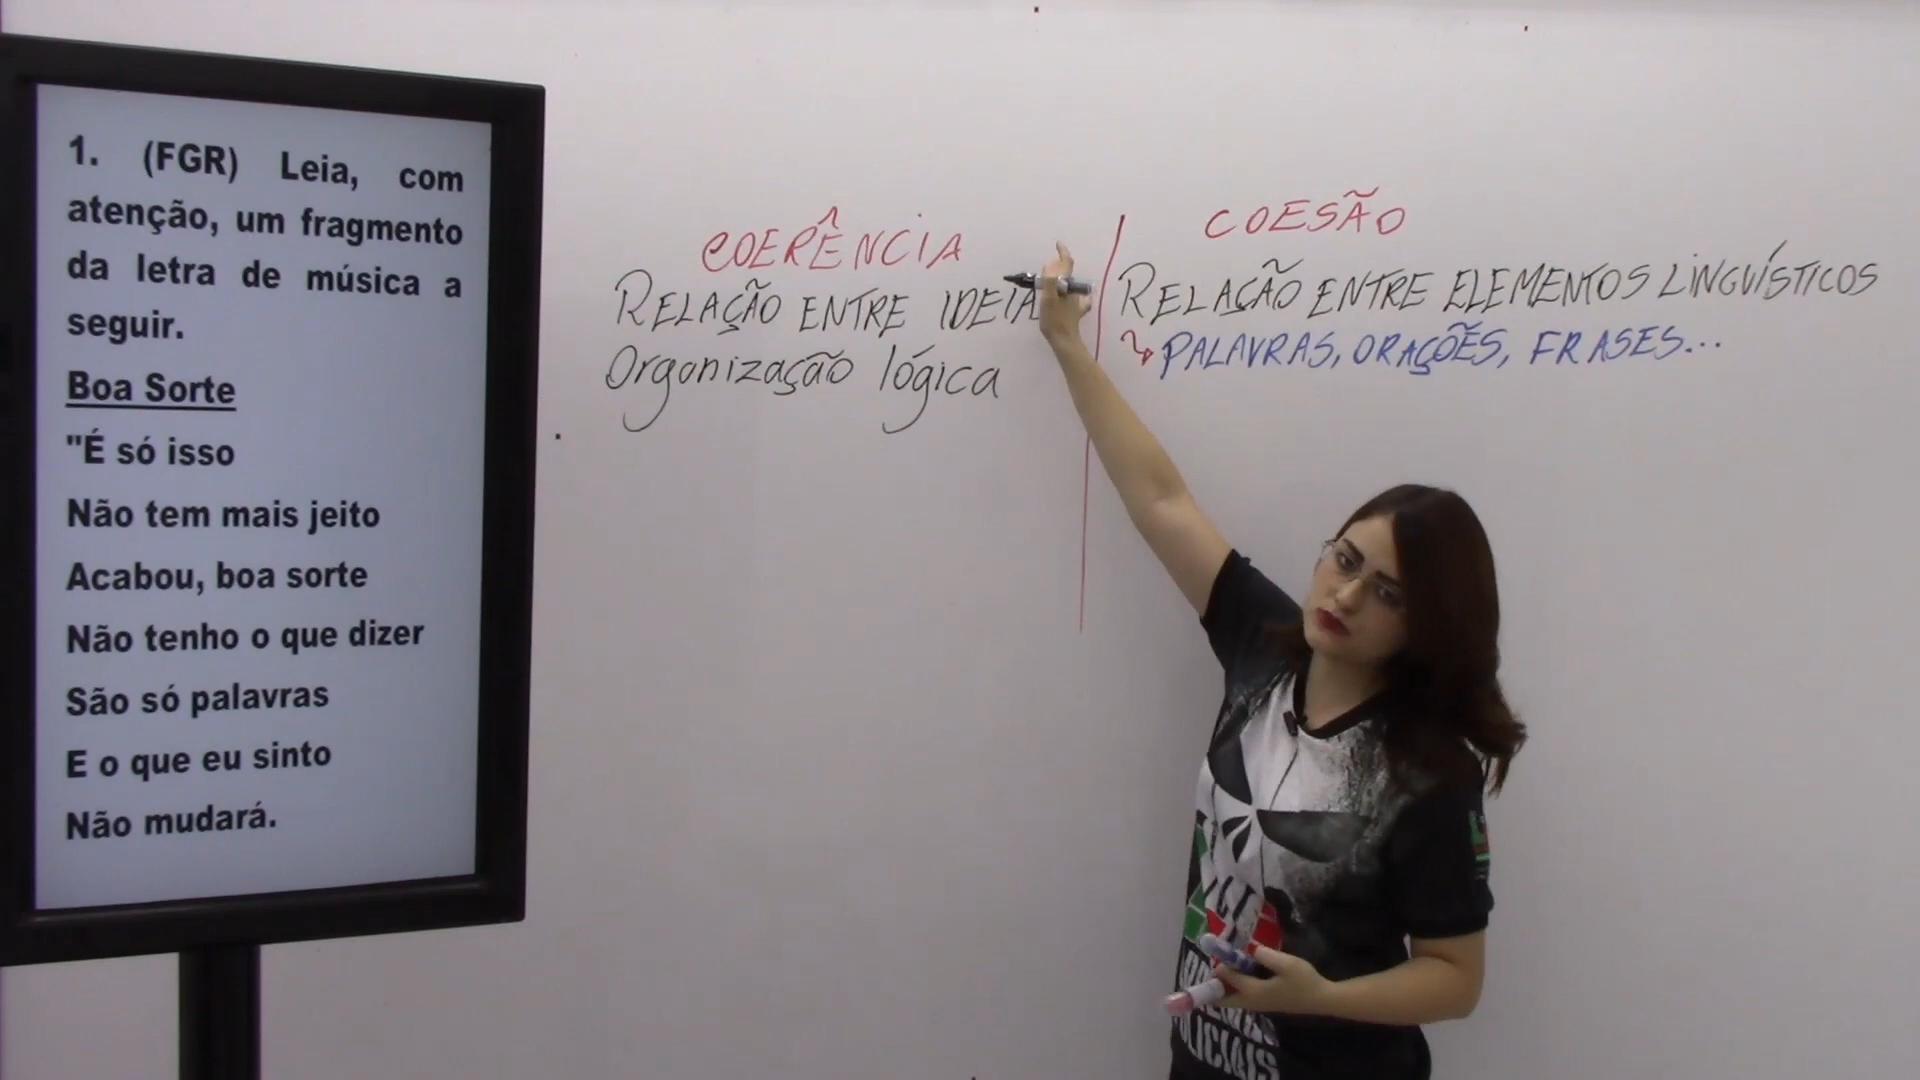 1. (FGR) Leia, com
atenção, um fragmento
da letra de música a
seguir.
Boa Sorte
"É só isso
Não tem mais jeito
Acabou, boa sorte
Não tenho o que dizer
São só palavras
E o que eu sinto
Não mudará.
COERÊNCIA
RELAÇÃO ENTRE IDEIA
Organização lógica
COESÃO
RELAÇÃO ENTRE ELEMENTOS LINGUÍSTICOS
↳ PALAVRAS, ORAÇÕES, FRASES...